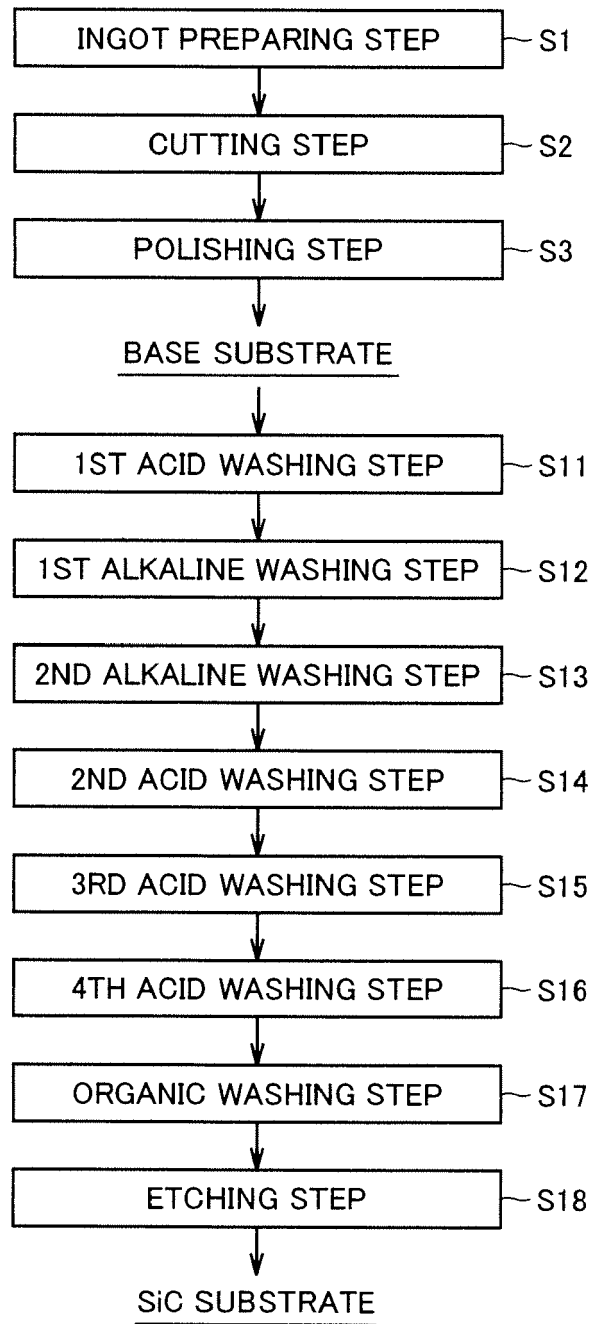 INGOT PREPARING STEP S1
CUTTING STEP S2
POLISHING STEP S3
BASE SUBSTRATE
1ST ACID WASHING STEP S11
1ST ALKALINE WASHING STEP S12
2ND ALKALINE WASHING STEP S13
2ND ACID WASHING STEP S14
3RD ACID WASHING STEP S15
4TH ACID WASHING STEP S16
ORGANIC WASHING STEP S17
ETCHING STEP S18
SiC SUBSTRATE